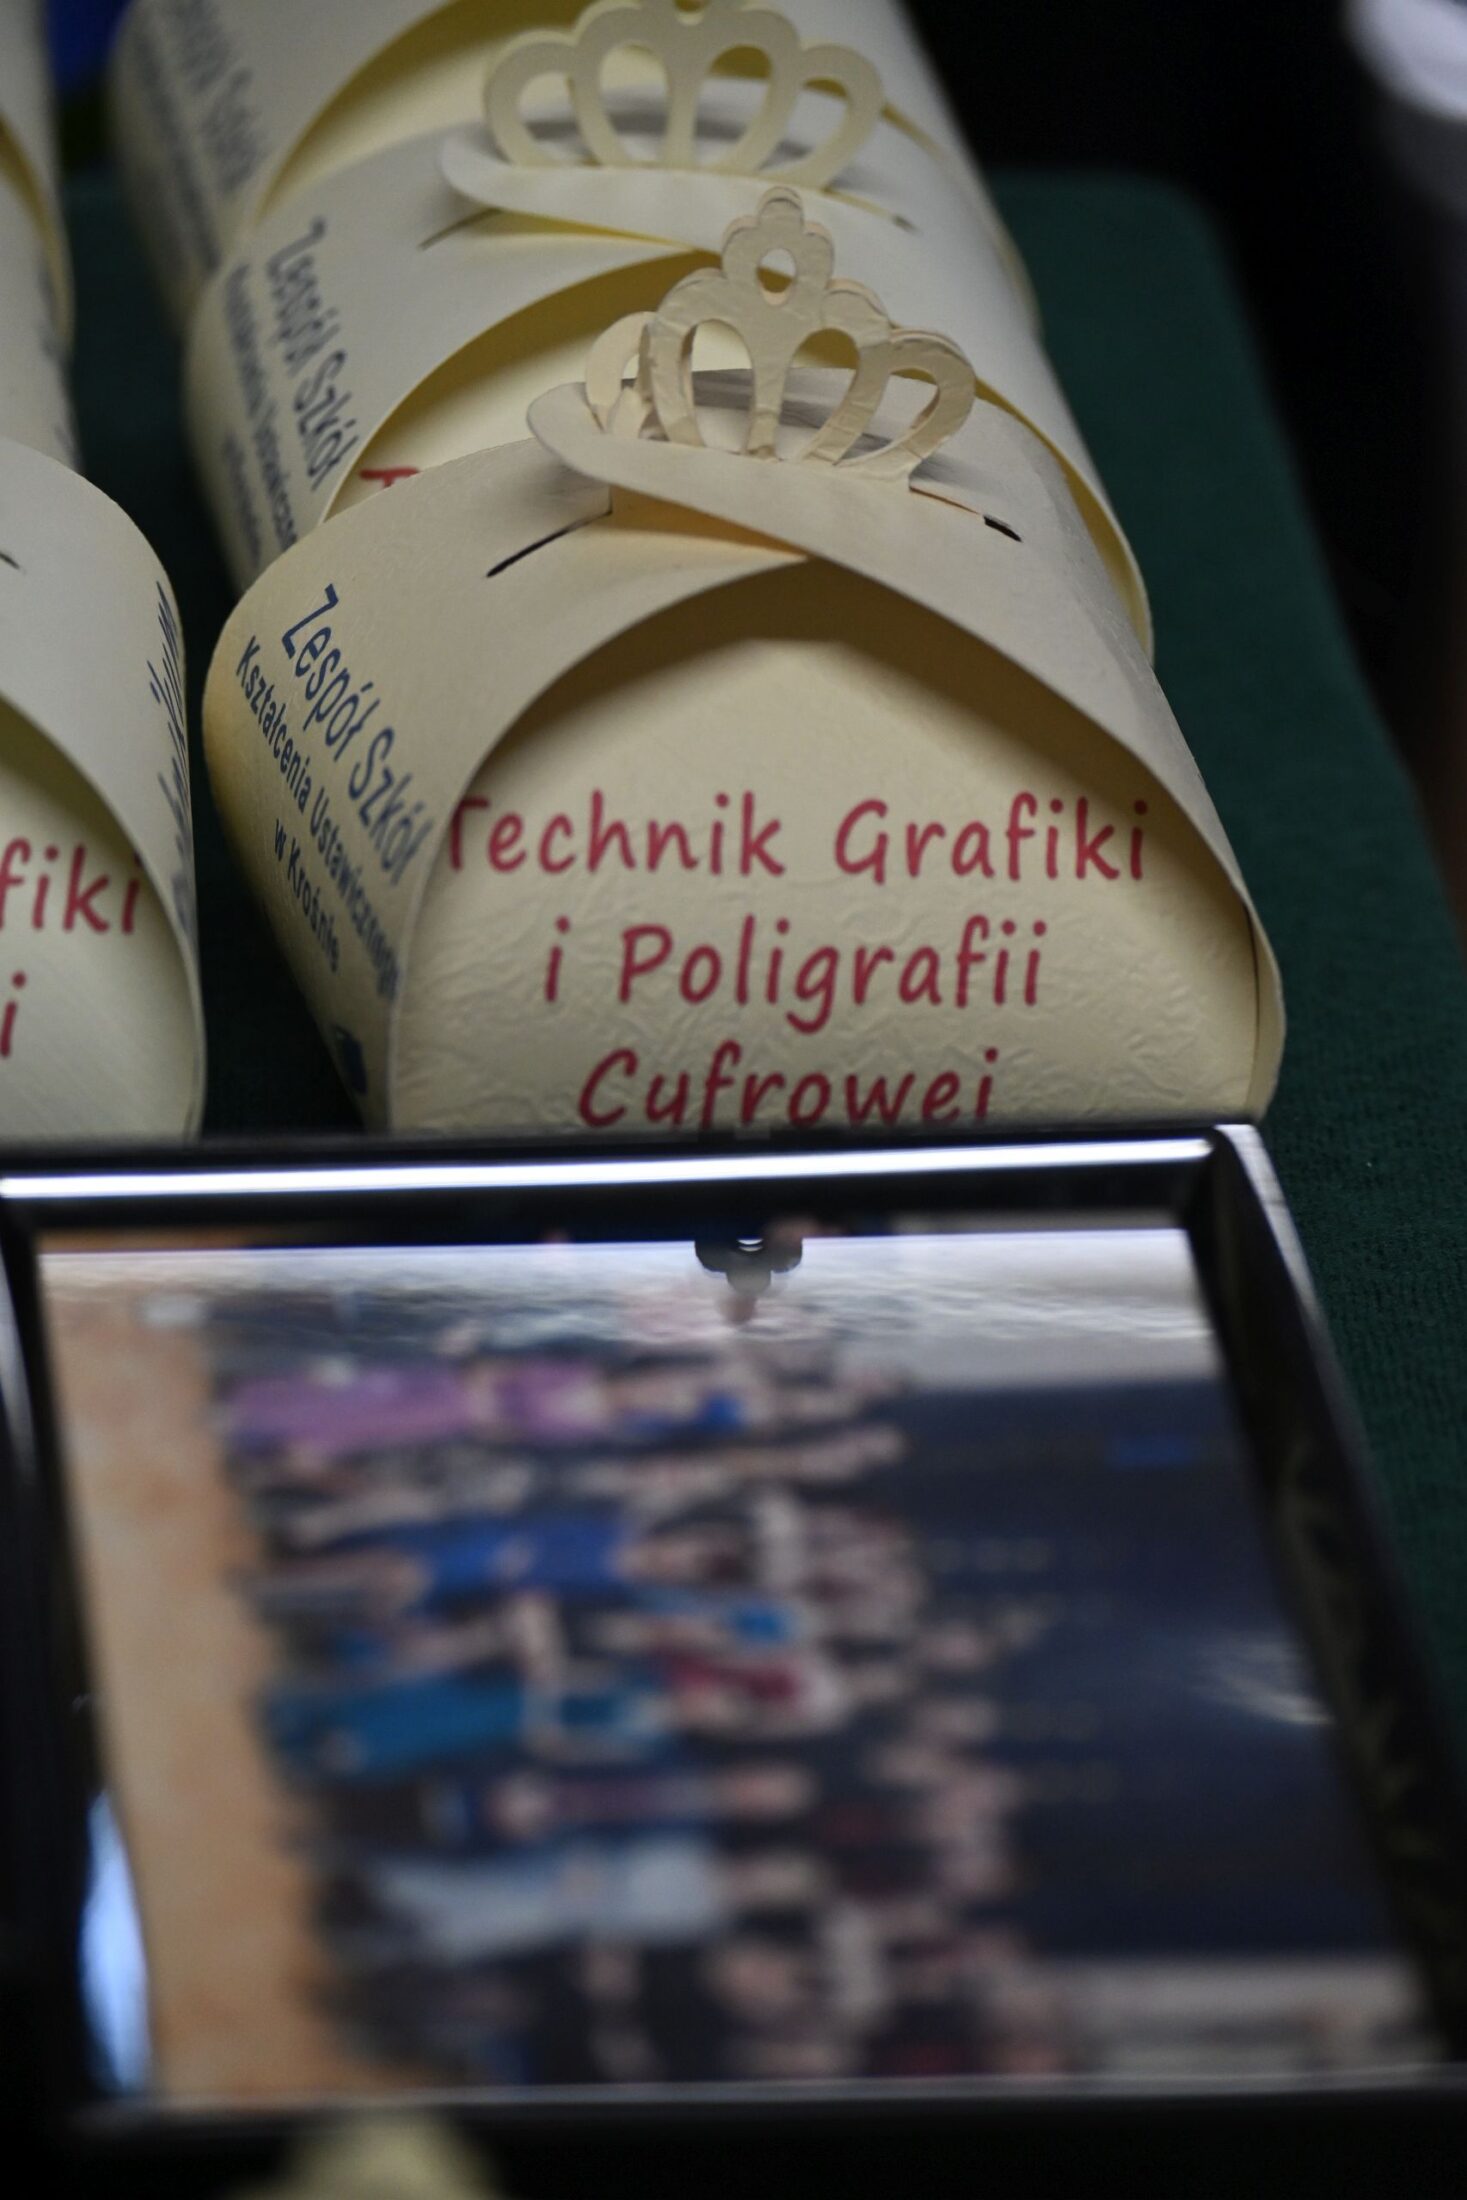 Zespół Szkół
Zespół Szkół
Kształcenia Ustawicznego
w Krośnie
Technik Grafiki
i Poligrafii
Cyfrowej
fiki
i